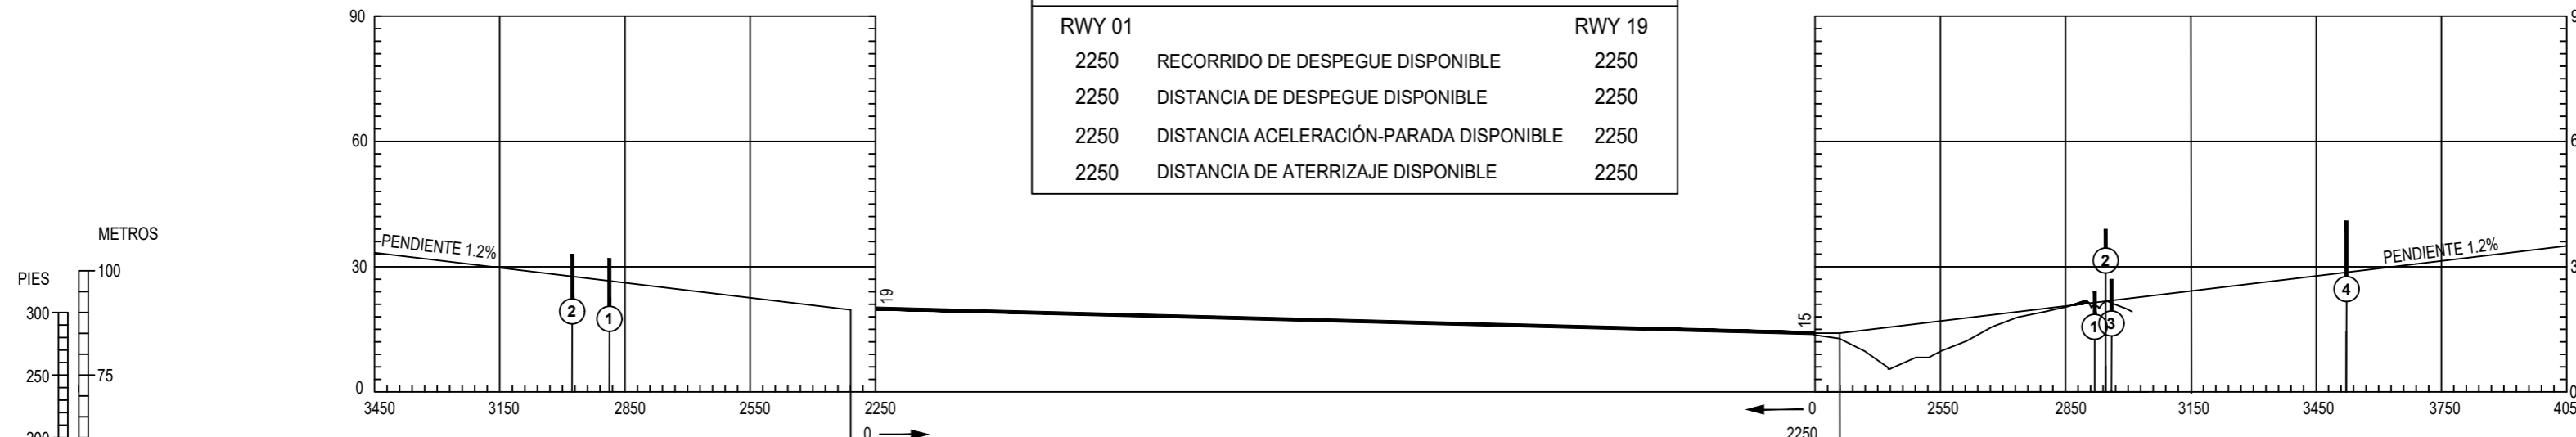 RWY 01 RWY 19
2250 RECORRIDO DE DESPEGUE DISPONIBLE 2250
2250 DISTANCIA DE DESPEGUE DISPONIBLE 2250
2250 DISTANCIA ACELERACIÓN-PARADA DISPONIBLE 2250
2250 DISTANCIA DE ATERRIZAJE DISPONIBLE 2250
90
60
30
0
PENDIENTE 1.2%
2
1
19
15
PENDIENTE 1.2%
2
1
3
4
METROS
PIES
100
300
250
75
3450 3150 2850 2550 2250
0 2550 2850 3150 3450 3750
0
2250